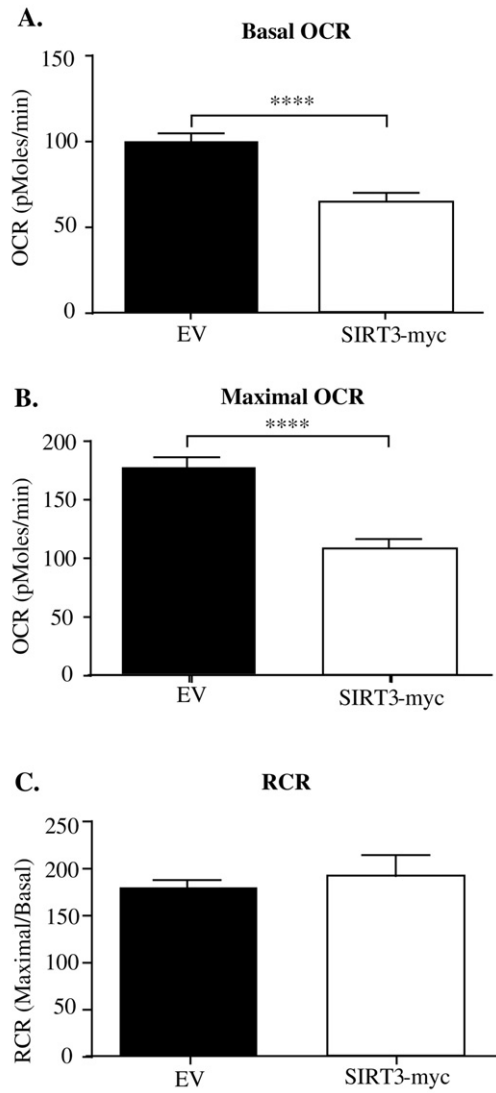 A.
Basal OCR
OCR (pMoles/min)
150
100
50
0
****
EV
SIRT3-myc
B.
Maximal OCR
OCR (pMoles/min)
200
150
100
50
0
****
EV
SIRT3-myc
C.
RCR
RCR (Maximal/Basal)
250
200
150
100
50
0
EV
SIRT3-myc